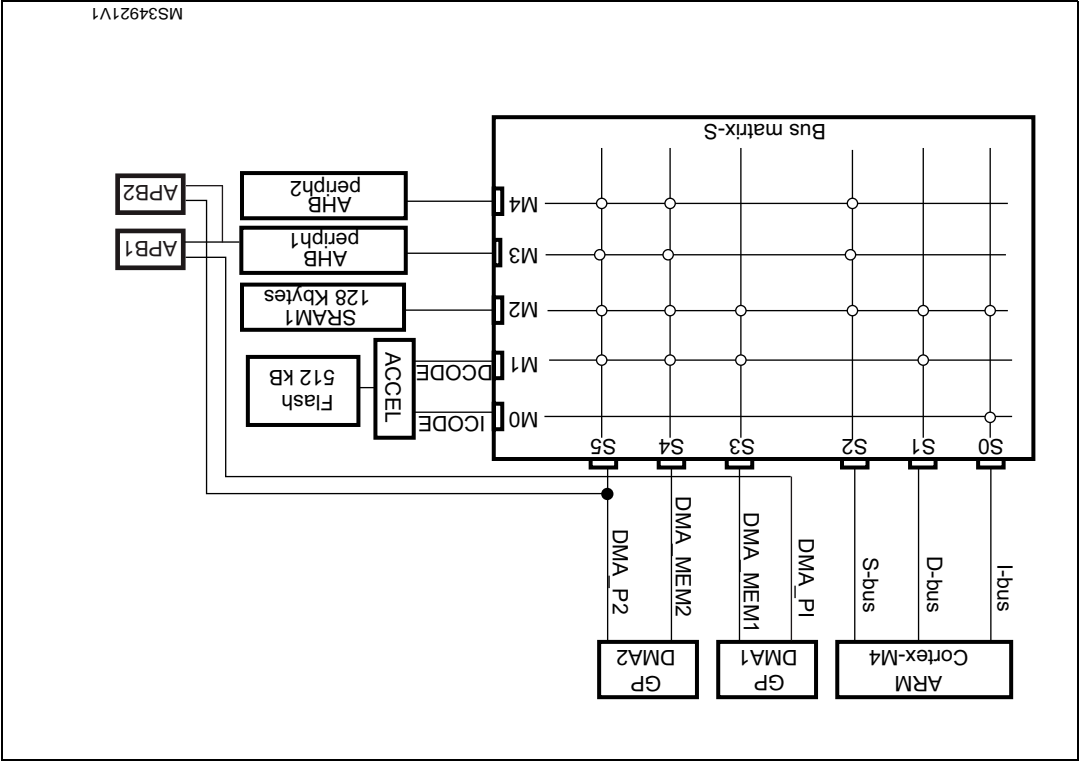 ARM
Cortex-M4
GP
DMA1
GP
DMA2
I-bus
D-bus
S-bus
DMA_PI
DMA_MEM1
DMA_MEM2
DMA_P2
S0
S1
S2
S3
S4
S5
M0
ICODE
M1
DCODE
ACCEL
Flash
512 kB
M2
SRAM1
128 Kbytes
M3
AHB
periph1
APB1
M4
AHB
periph2
APB2
Bus matrix-S
MS34921V1